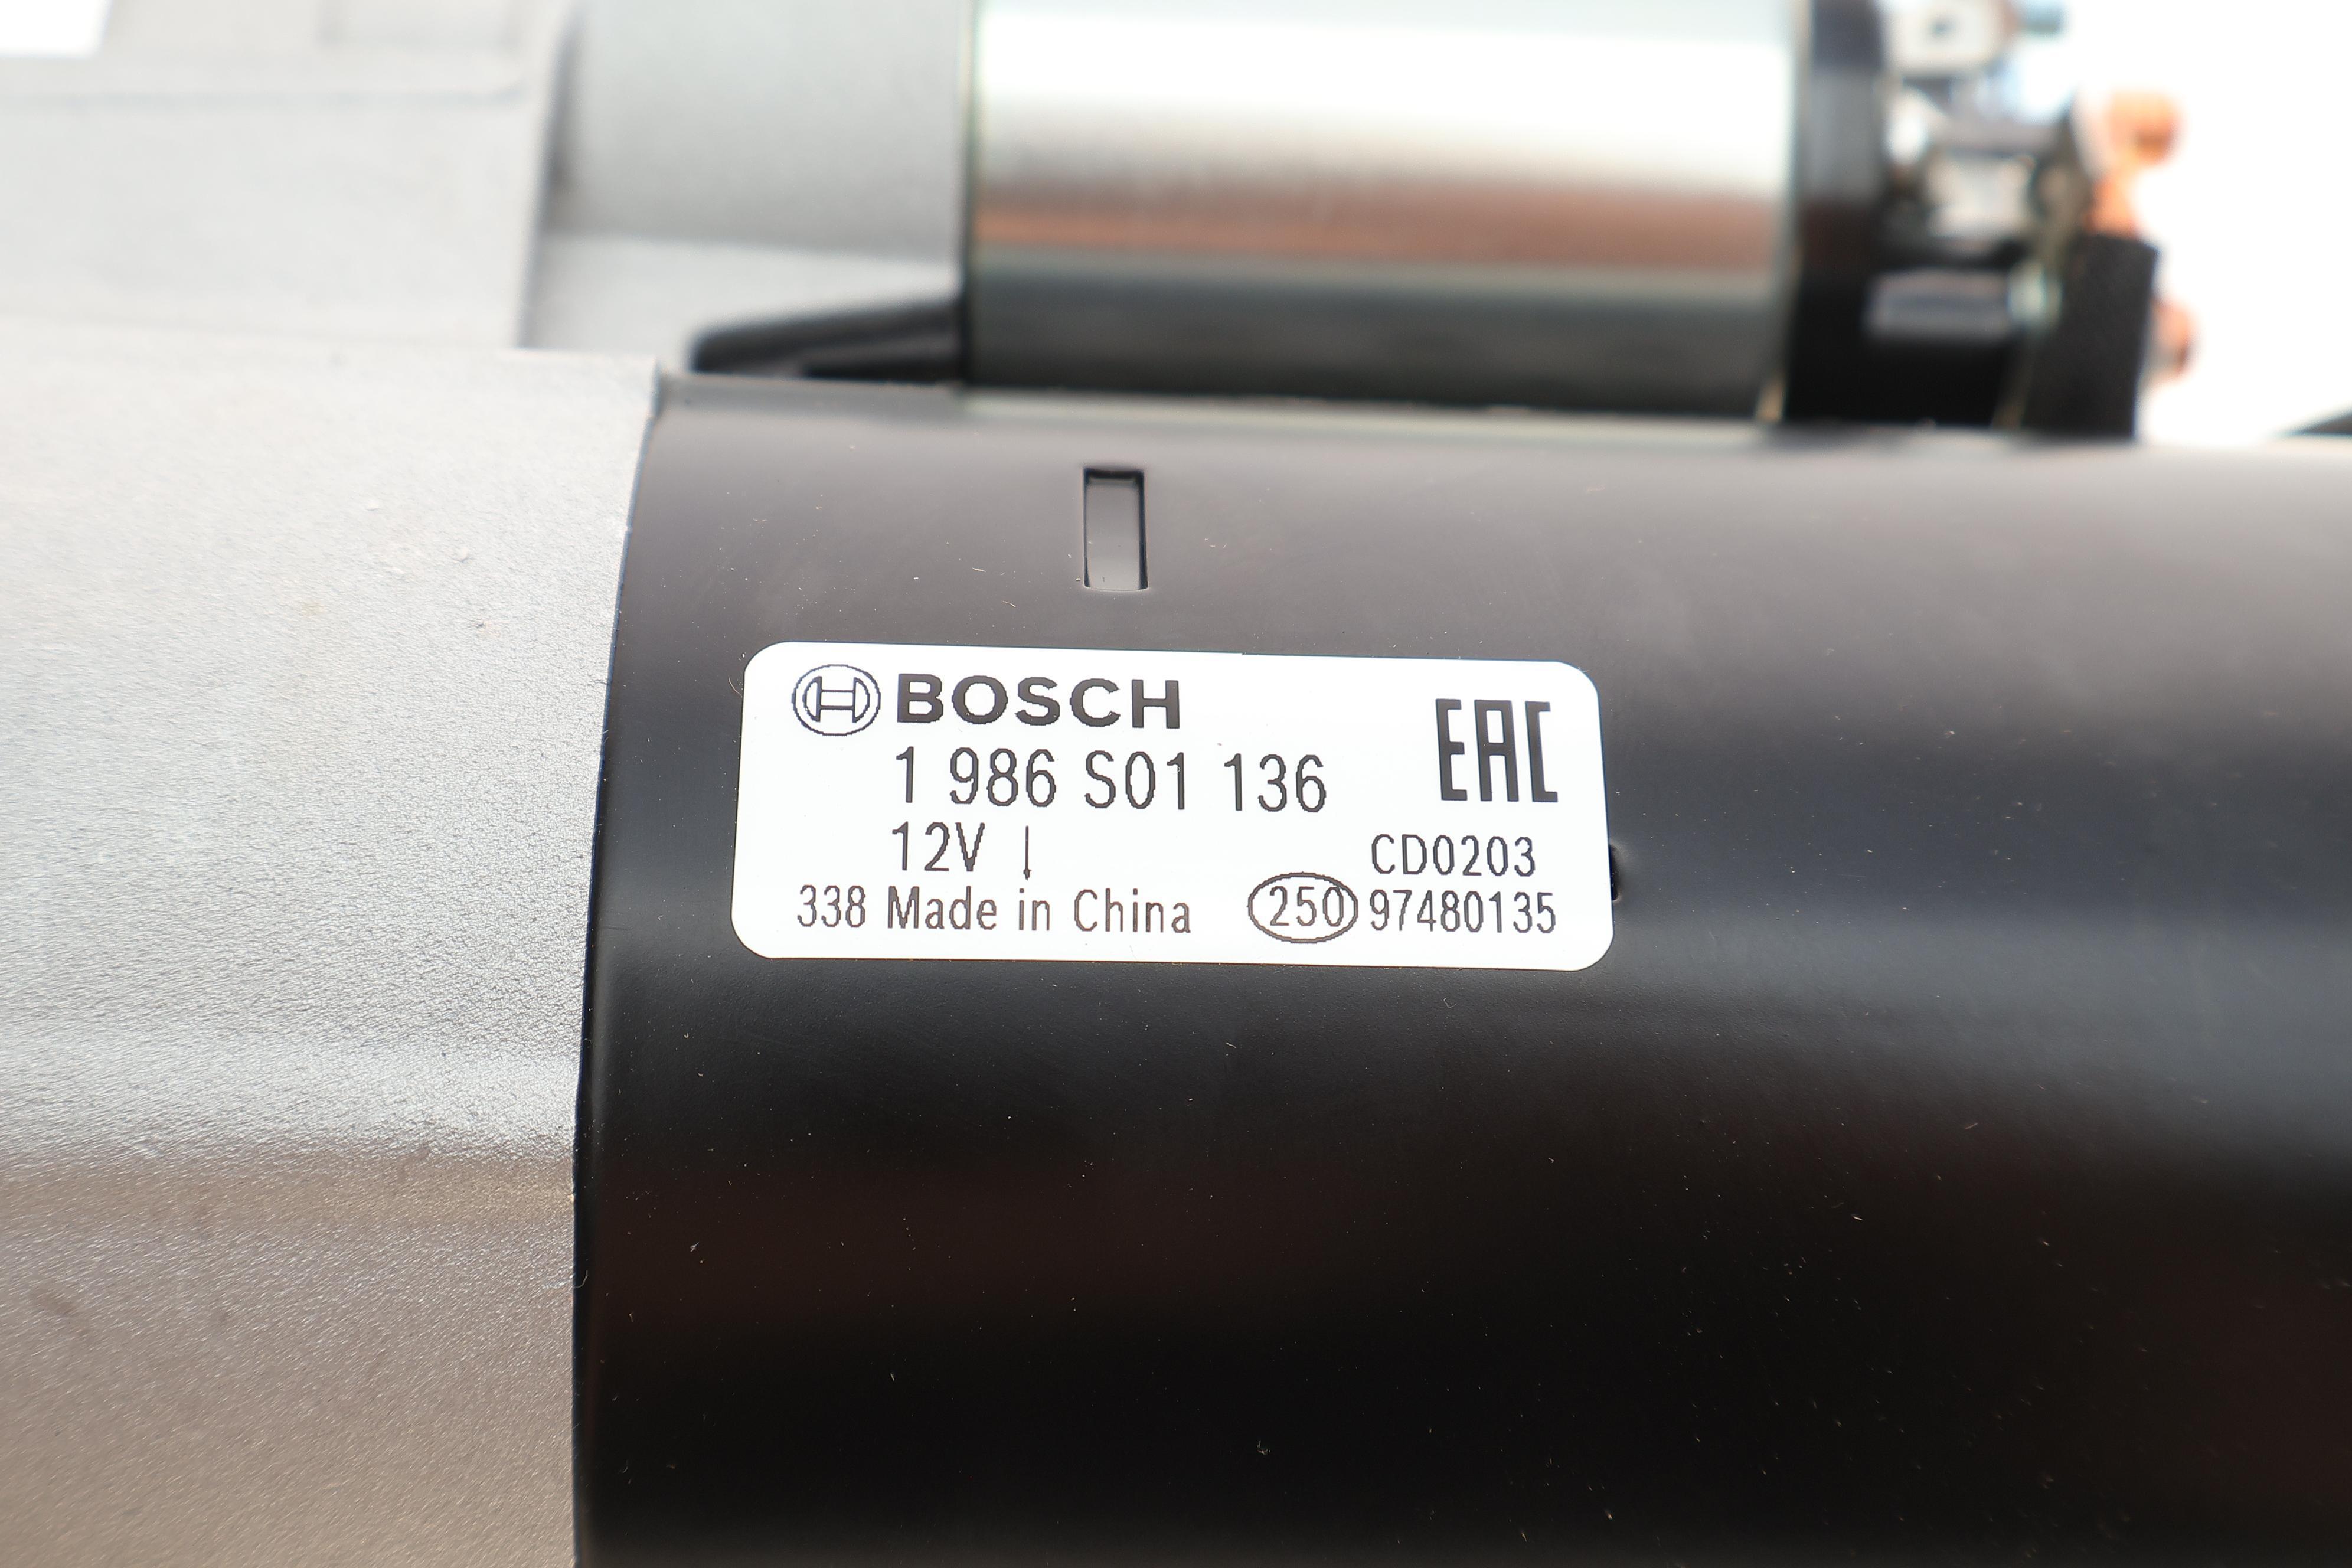 BOSCH
1 986 S01 136
EAC
12V ↓
CD0203
338 Made in China
250 97480135